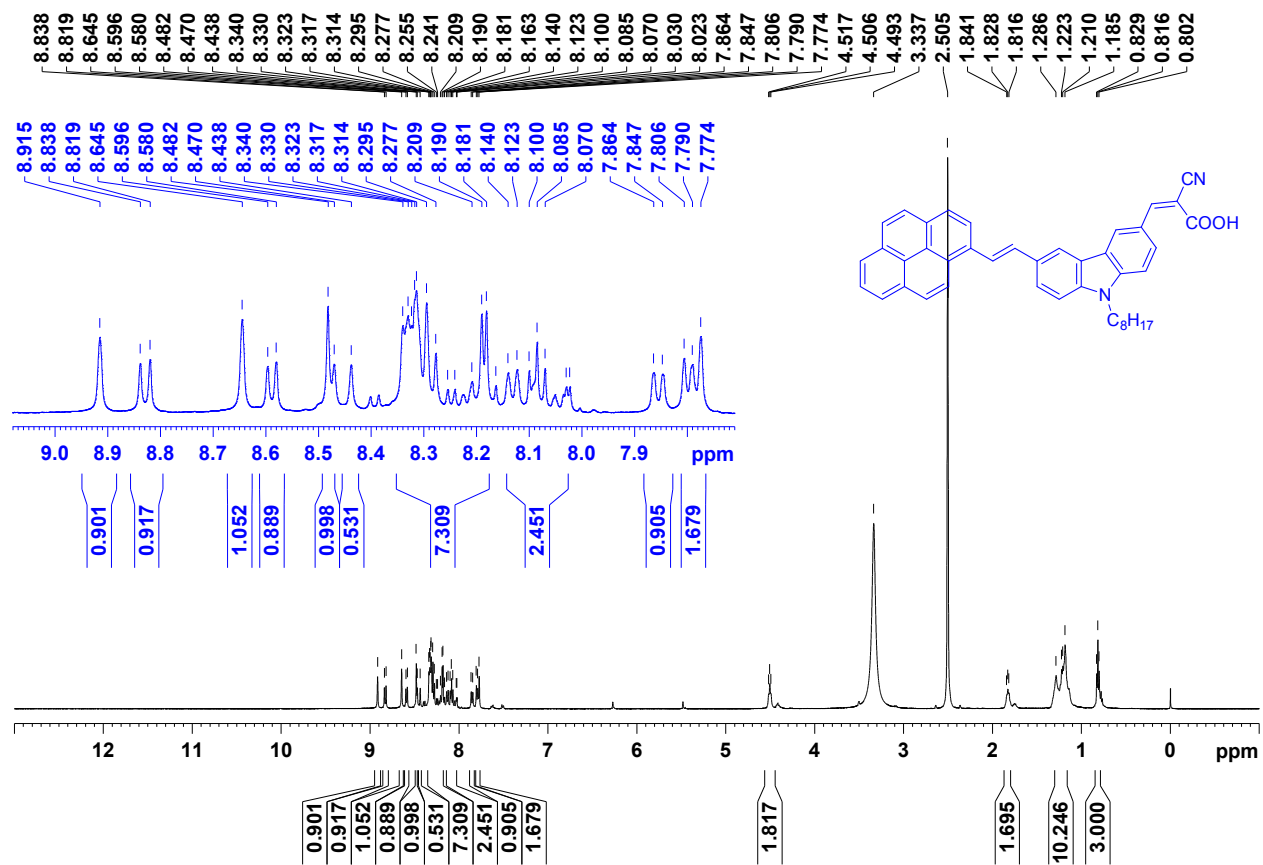 8.838 8.819 8.645 8.596 8.580 8.482 8.470 8.438 8.340 8.330 8.323 8.317 8.314 8.295 8.277 8.255 8.241 8.209 8.190 8.181 8.163 8.140 8.123 8.100 8.085 8.070 8.030 8.023 7.864 7.847 7.806 7.790 7.774 4.517 4.506 4.493 3.337 2.505 1.841 1.828 1.816 1.286 1.223 1.210 1.185 0.829 0.816 0.802
8.915 8.838 8.819 8.645 8.596 8.580 8.482 8.470 8.438 8.340 8.330 8.323 8.317 8.314 8.295 8.277 8.209 8.190 8.181 8.140 8.123 8.100 8.085 8.070 7.864 7.847 7.806 7.790 7.774
CN
COOH
N
C8H17
9.0 8.9 8.8 8.7 8.6 8.5 8.4 8.3 8.2 8.1 8.0 7.9 ppm
0.901 0.917 1.052 0.889 0.998 0.531 7.309 2.451 0.905 1.679
12 11 10 9 8 7 6 5 4 3 2 1 0 ppm
0.901 0.917 1.052 0.889 0.998 0.531 7.309 2.451 0.905 1.679 1.817 1.695 10.246 3.000